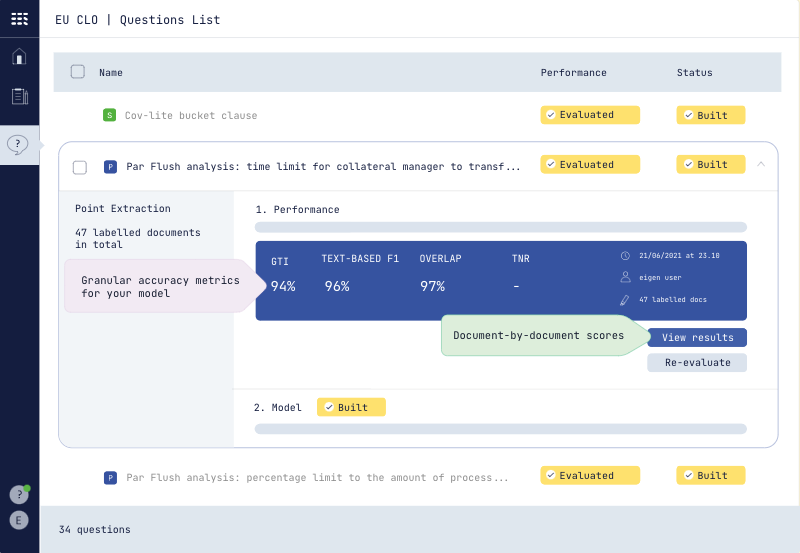 EU CLO | Questions List
Name Performance Status
S Cov-lite bucket clause Evaluated Built
P Par Flush analysis: time limit for collateral manager to transf... Evaluated Built
?
Point Extraction
47 labelled documents
in total
1. Performance
GTI TEXT-BASED F1 OVERLAP TNR
94% 96% 97% -
21/06/2021 at 23.10
eigen user
47 labelled docs
Granular accuracy metrics
for your model
Document-by-document scores
View results
Re-evaluate
2. Model Built
P Par Flush analysis: percentage limit to the amount of process... Evaluated Built
?
E
34 questions